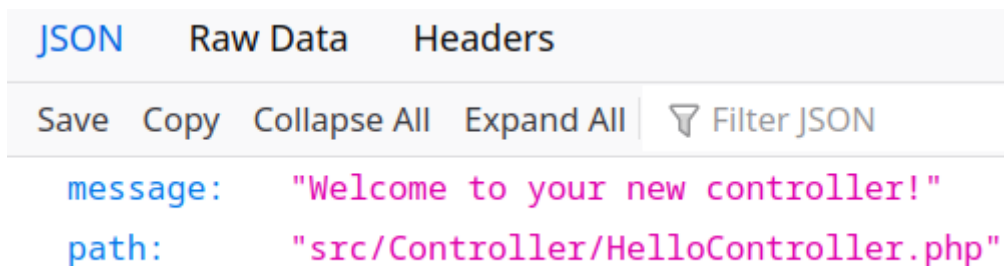 JSON Raw Data Headers
Save Copy Collapse All Expand All Filter JSON
message: "Welcome to your new controller!"
path: "src/Controller/HelloController.php"